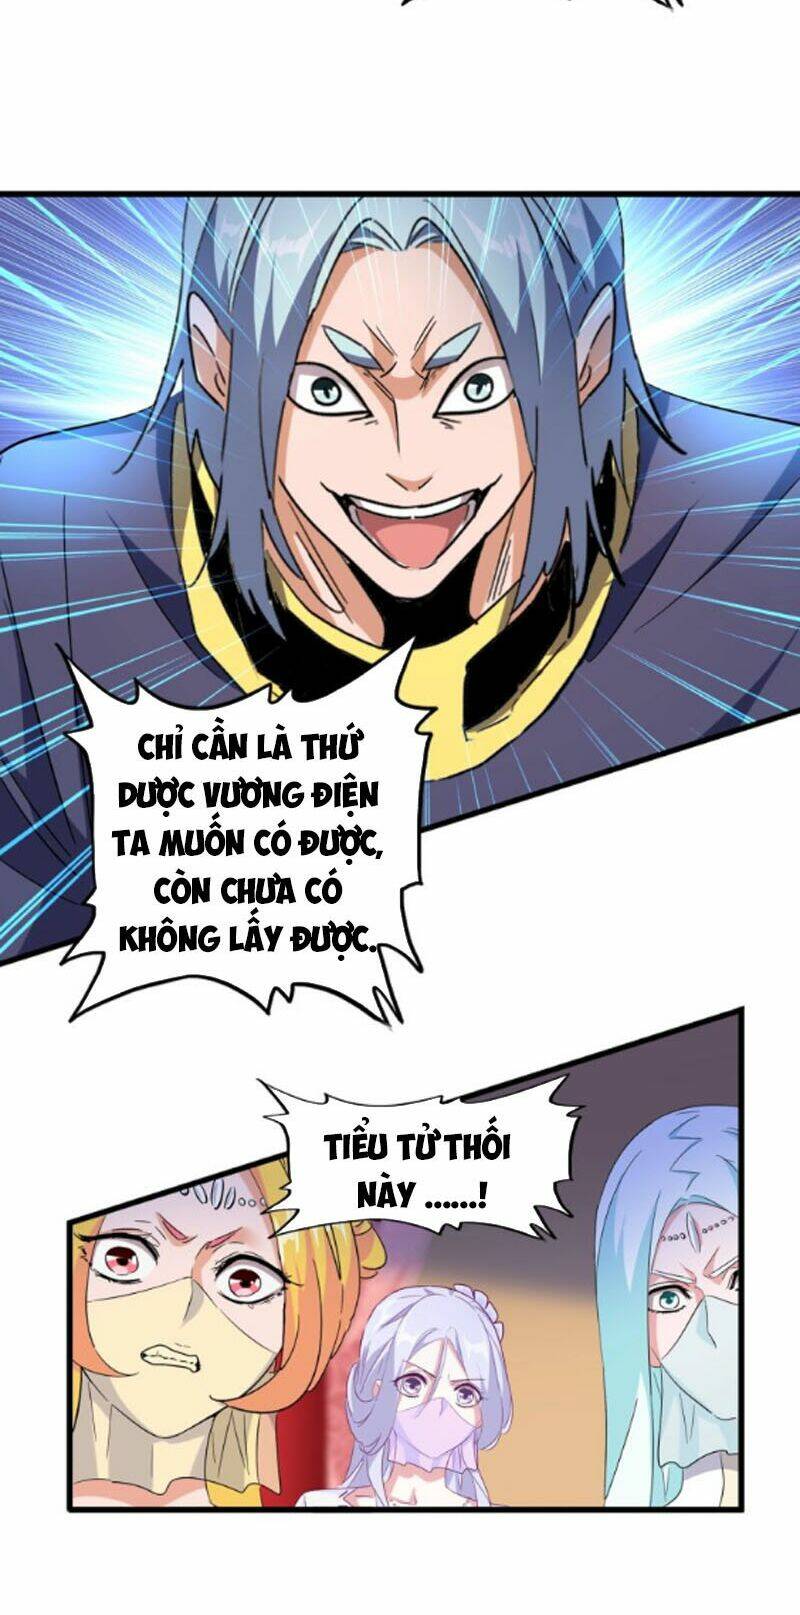 CHỈ CẦN LÀ THỨ
DƯỢC VƯƠNG ĐIỆN
TA MUỐN CÓ ĐƯỢC,
CÒN CHƯA CÓ
KHÔNG LẤY ĐƯỢC.
TIỂU TỬ THỐI
NÀY ......!